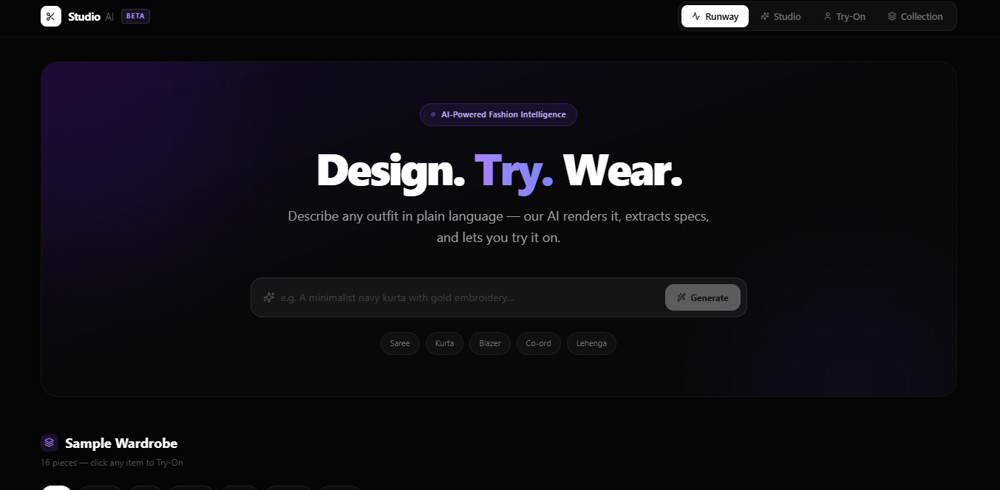 Studio AI BETA
Runway Studio Try-On Collection
AI-Powered Fashion Intelligence
Design. Try. Wear.
Describe any outfit in plain language — our AI renders it, extracts specs,
and lets you try it on.
e.g. A minimalist navy kurta with gold embroidery...
Generate
Saree Kurta Blazer Co-ord Lehenga
Sample Wardrobe
16 pieces — click any item to Try-On